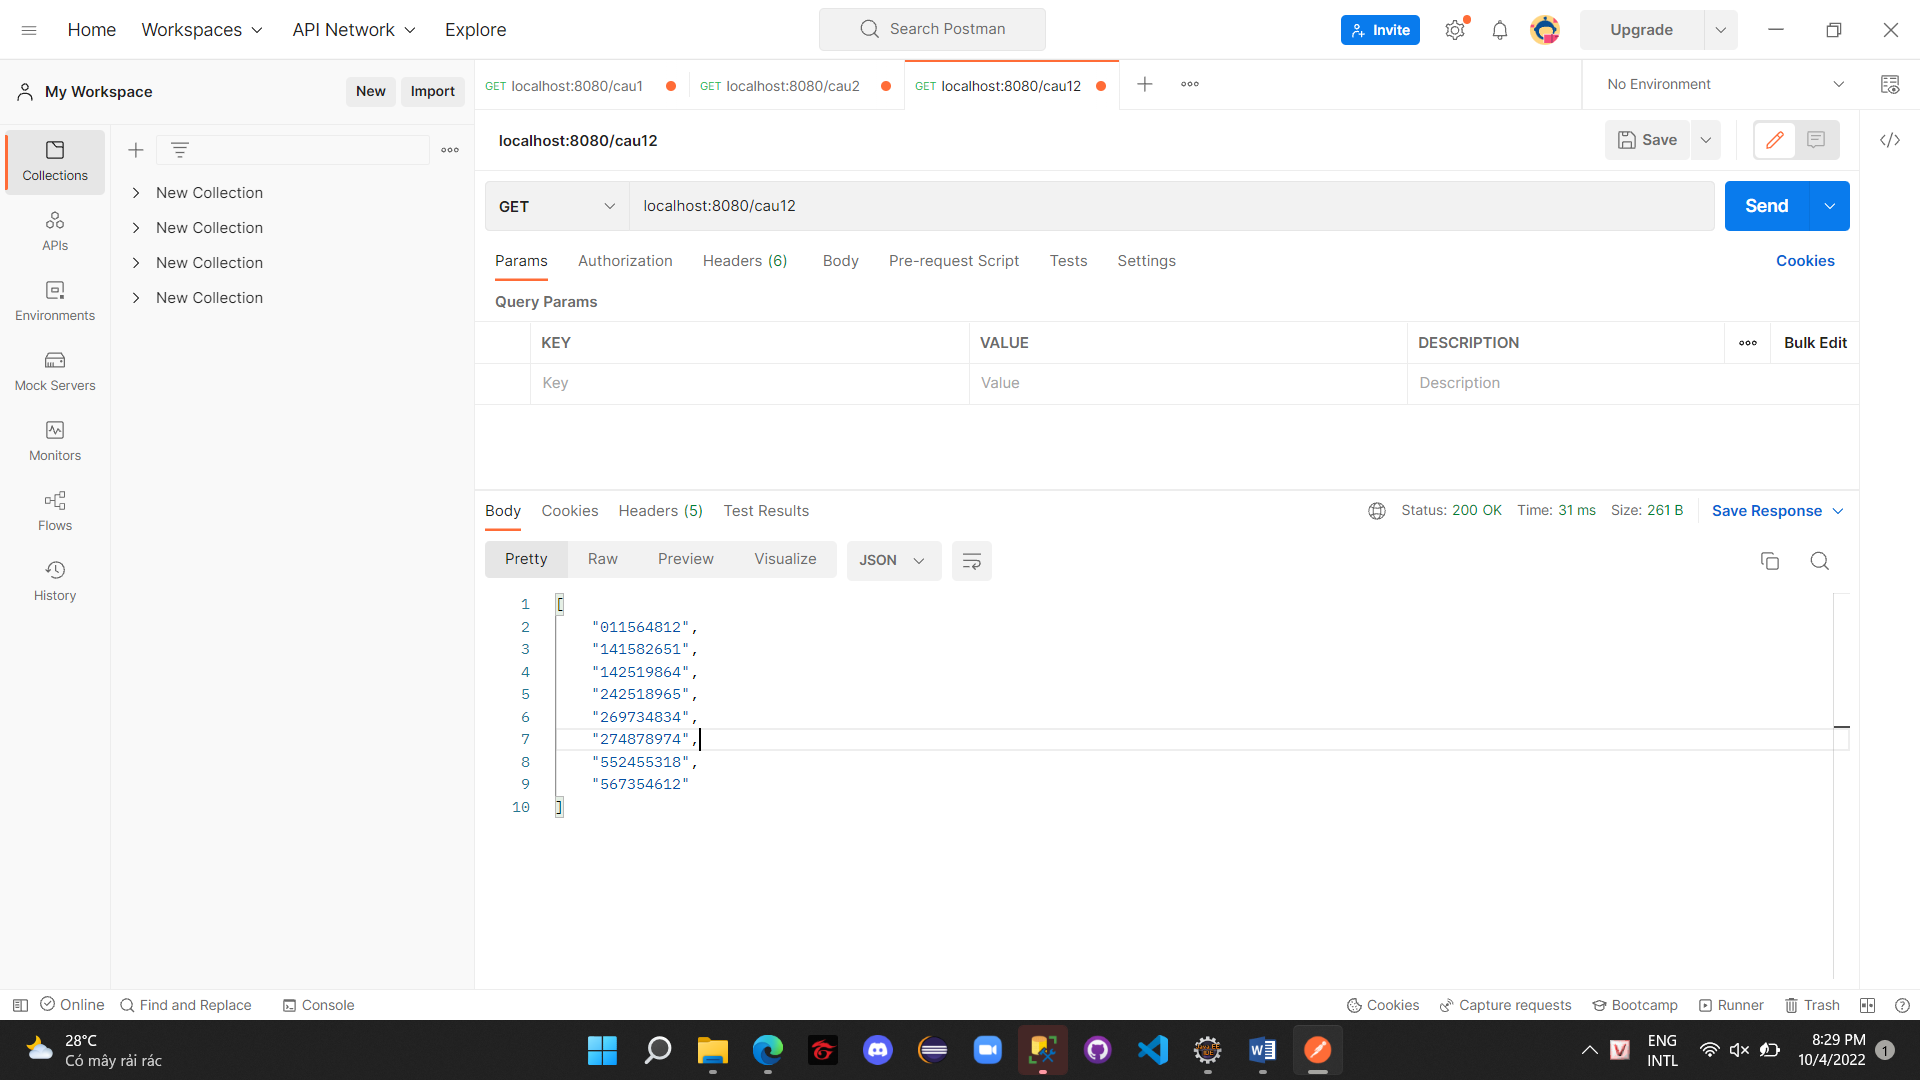 Home Workspaces API Network Explore Search Postman Invite Upgrade
My Workspace New Import
GET localhost:8080/cau1 GET localhost:8080/cau2 GET localhost:8080/cau12 No Environment
localhost:8080/cau12 Save
Collections
APIs
Environments
Mock Servers
Monitors
Flows
History
New Collection
New Collection
New Collection
New Collection
GET localhost:8080/cau12 Send
Params Authorization Headers (6) Body Pre-request Script Tests Settings Cookies
Query Params
KEY VALUE DESCRIPTION Bulk Edit
Key Value Description
Body Cookies Headers (5) Test Results Status: 200 OK Time: 31 ms Size: 261 B Save Response
Pretty Raw Preview Visualize JSON
1 [
2 "011564812",
3 "141582651",
4 "142519864",
5 "242518965",
6 "269734834",
7 "274878974",
8 "552455318",
9 "567354612"
10 ]
Online Find and Replace Console Cookies Capture requests Bootcamp Runner Trash
28°C
Có mây rải rác
ENG
INTL
8:29 PM
10/4/2022
1